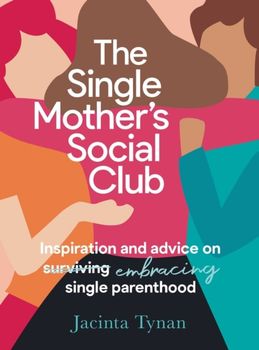 The
Single
Mother's
Social
Club
Inspiration and advice on
surviving embracing
single parenthood
Jacinta Tynan